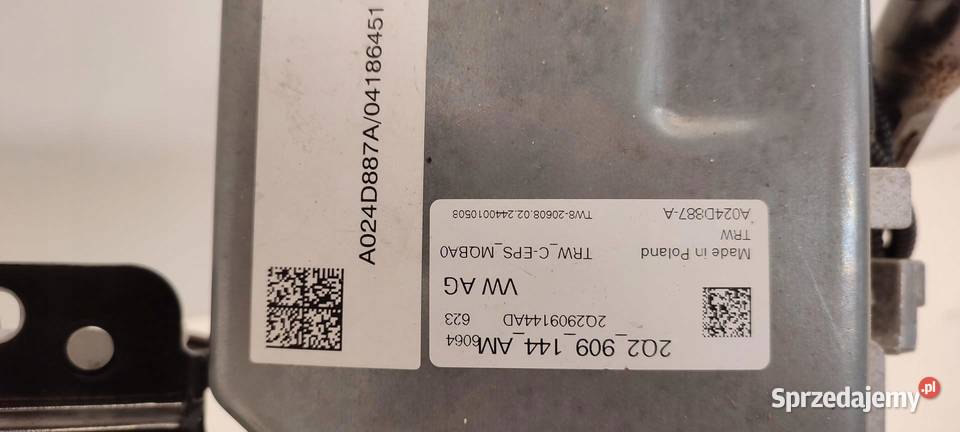 A024D887A/04186451
2Q2_909_144_AM
6064
2Q2909144AD 623
VW AG
TRW_C-EPS_MQBA0
Made in Poland
TRW
A024D887-A
TW8-20608.02.2440010508
Sprzedajemy.pl